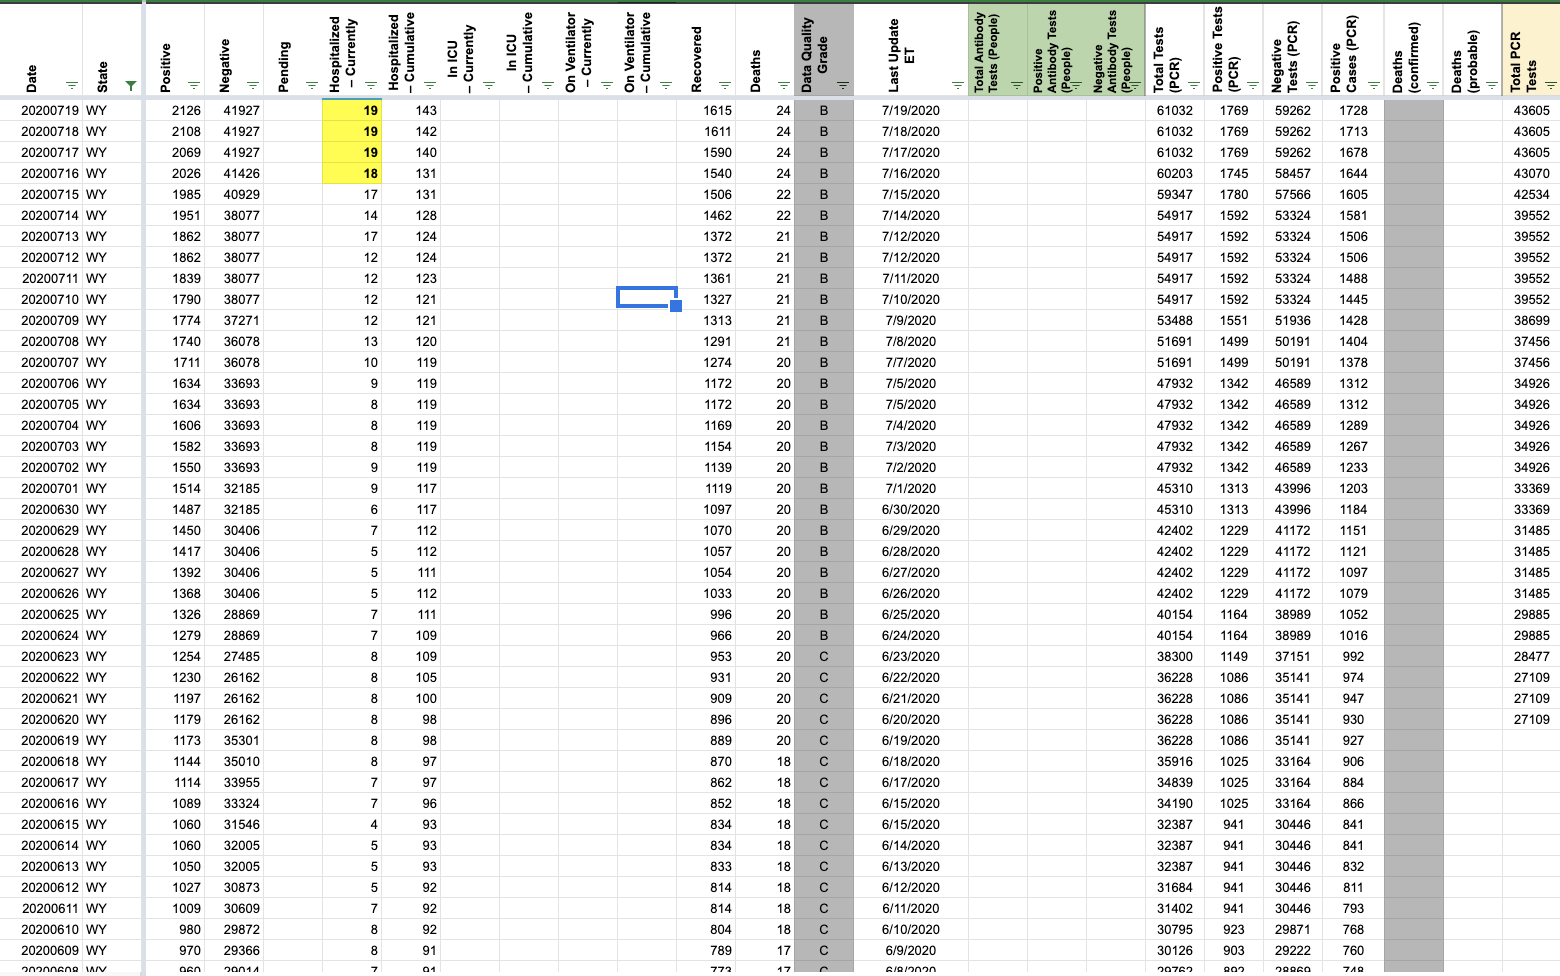 Date State Positive Negative Pending Hospitalized – Currently Hospitalized – Cumulative In ICU – Currently In ICU – Cumulative On Ventilator – Currently On Ventilator – Cumulative Recovered Deaths Data Quality Grade Last Update ET Total Antibody Tests (People) Positive Antibody Tests (People) Negative Antibody Tests (People) Total Tests (PCR) Positive Tests (PCR) Negative Tests (PCR) Positive Cases (PCR) Deaths (confirmed) Deaths (probable) Total PCR Tests
20200719 WY 2126 41927 19 143 1615 24 B 7/19/2020 61032 1769 59262 1728 43605
20200718 WY 2108 41927 19 142 1611 24 B 7/18/2020 61032 1769 59262 1713 43605
20200717 WY 2069 41927 19 140 1590 24 B 7/17/2020 61032 1769 59262 1678 43605
20200716 WY 2026 41426 18 131 1540 24 B 7/16/2020 60203 1745 58457 1644 43070
20200715 WY 1985 40929 17 131 1506 22 B 7/15/2020 59347 1780 57566 1605 42534
20200714 WY 1951 38077 14 128 1462 22 B 7/14/2020 54917 1592 53324 1581 39552
20200713 WY 1862 38077 17 124 1372 21 B 7/12/2020 54917 1592 53324 1506 39552
20200712 WY 1862 38077 12 124 1372 21 B 7/12/2020 54917 1592 53324 1506 39552
20200711 WY 1839 38077 12 123 1361 21 B 7/11/2020 54917 1592 53324 1488 39552
20200710 WY 1790 38077 12 121 1327 21 B 7/10/2020 54917 1592 53324 1445 39552
20200709 WY 1774 37271 12 121 1313 21 B 7/9/2020 53488 1551 51936 1428 38699
20200708 WY 1740 36078 13 120 1291 21 B 7/8/2020 51691 1499 50191 1404 37456
20200707 WY 1711 36078 10 119 1274 20 B 7/7/2020 51691 1499 50191 1378 37456
20200706 WY 1634 33693 9 119 1172 20 B 7/5/2020 47932 1342 46589 1312 34926
20200705 WY 1634 33693 8 119 1172 20 B 7/5/2020 47932 1342 46589 1312 34926
20200704 WY 1606 33693 8 119 1169 20 B 7/4/2020 47932 1342 46589 1289 34926
20200703 WY 1582 33693 8 119 1154 20 B 7/3/2020 47932 1342 46589 1267 34926
20200702 WY 1550 33693 9 119 1139 20 B 7/2/2020 47932 1342 46589 1233 34926
20200701 WY 1514 32185 9 117 1119 20 B 7/1/2020 45310 1313 43996 1203 33369
20200630 WY 1487 32185 6 117 1097 20 B 6/30/2020 45310 1313 43996 1184 33369
20200629 WY 1450 30406 7 112 1070 20 B 6/29/2020 42402 1229 41172 1151 31485
20200628 WY 1417 30406 5 112 1057 20 B 6/28/2020 42402 1229 41172 1121 31485
20200627 WY 1392 30406 5 111 1054 20 B 6/27/2020 42402 1229 41172 1097 31485
20200626 WY 1368 30406 5 112 1033 20 B 6/26/2020 42402 1229 41172 1079 31485
20200625 WY 1326 28869 7 111 996 20 B 6/25/2020 40154 1164 38989 1052 29885
20200624 WY 1279 28869 7 109 966 20 B 6/24/2020 40154 1164 38989 1016 29885
20200623 WY 1254 27485 8 109 953 20 C 6/23/2020 38300 1149 37151 992 28477
20200622 WY 1230 26162 8 105 931 20 C 6/22/2020 36228 1086 35141 974 27109
20200621 WY 1197 26162 8 100 909 20 C 6/21/2020 36228 1086 35141 947 27109
20200620 WY 1179 26162 8 98 896 20 C 6/20/2020 36228 1086 35141 930 27109
20200619 WY 1173 35301 8 98 889 20 C 6/19/2020 36228 1086 35141 927
20200618 WY 1144 35010 8 97 870 18 C 6/18/2020 35916 1025 33164 906
20200617 WY 1114 33955 7 97 862 18 C 6/17/2020 34839 1025 33164 884
20200616 WY 1089 33324 7 96 852 18 C 6/15/2020 34190 1025 33164 866
20200615 WY 1060 31546 4 93 834 18 C 6/15/2020 32387 941 30446 841
20200614 WY 1060 32005 5 93 834 18 C 6/14/2020 32387 941 30446 841
20200613 WY 1050 32005 5 93 833 18 C 6/13/2020 32387 941 30446 832
20200612 WY 1027 30873 5 92 814 18 C 6/12/2020 31684 941 30446 811
20200611 WY 1009 30609 7 92 814 18 C 6/11/2020 31402 941 30446 793
20200610 WY 980 29872 8 92 804 18 C 6/10/2020 30795 923 29871 768
20200609 WY 970 29366 8 91 789 17 C 6/9/2020 30126 903 29222 760
20200608 WY 960 29014 7 91 773 17 C 6/8/2020 29762 892 28869 748